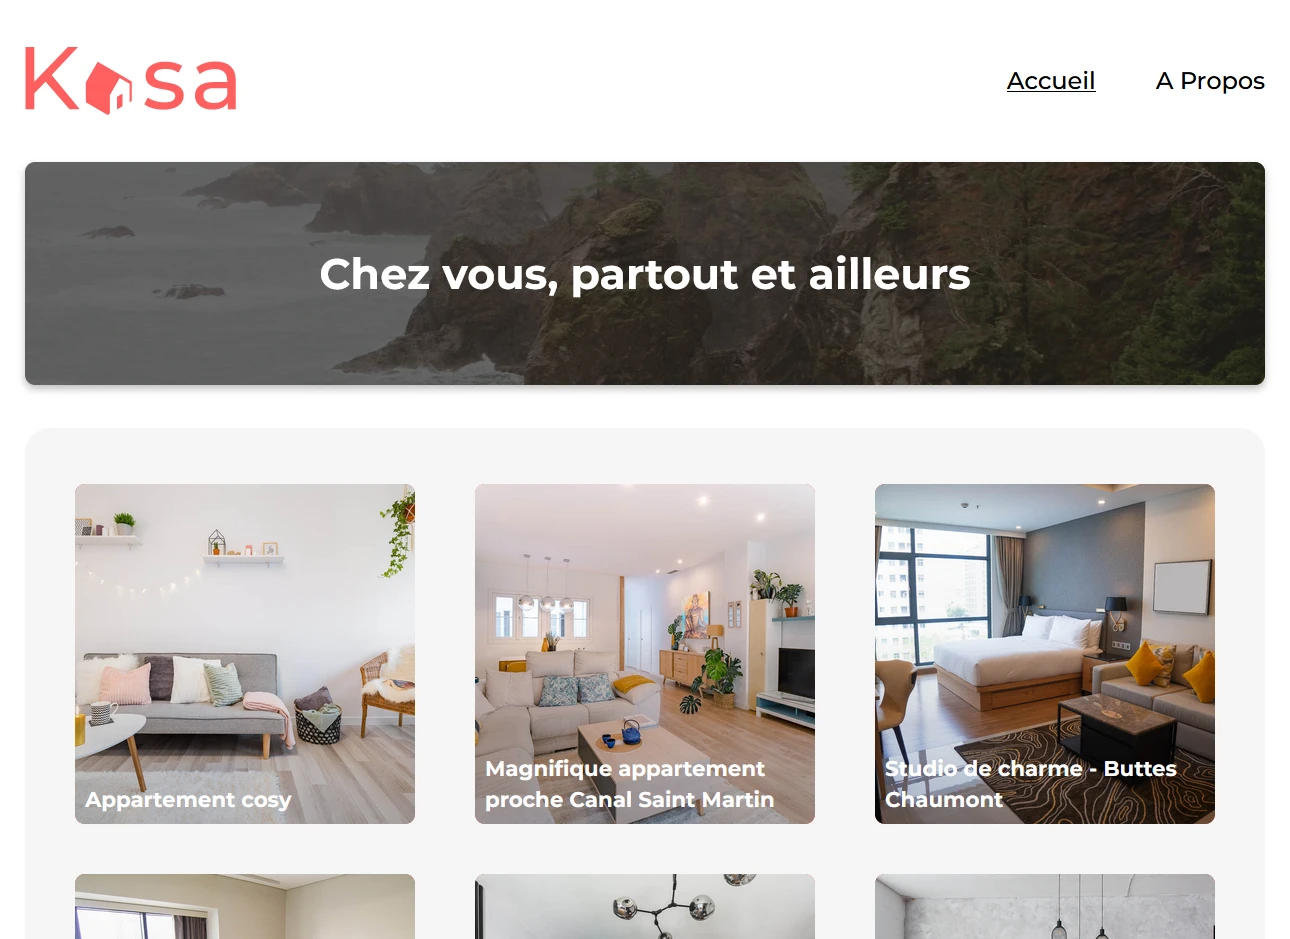 Kasa
Accueil
A Propos
Chez vous, partout et ailleurs
Appartement cosy
Magnifique appartement
proche Canal Saint Martin
Studio de charme - Buttes
Chaumont